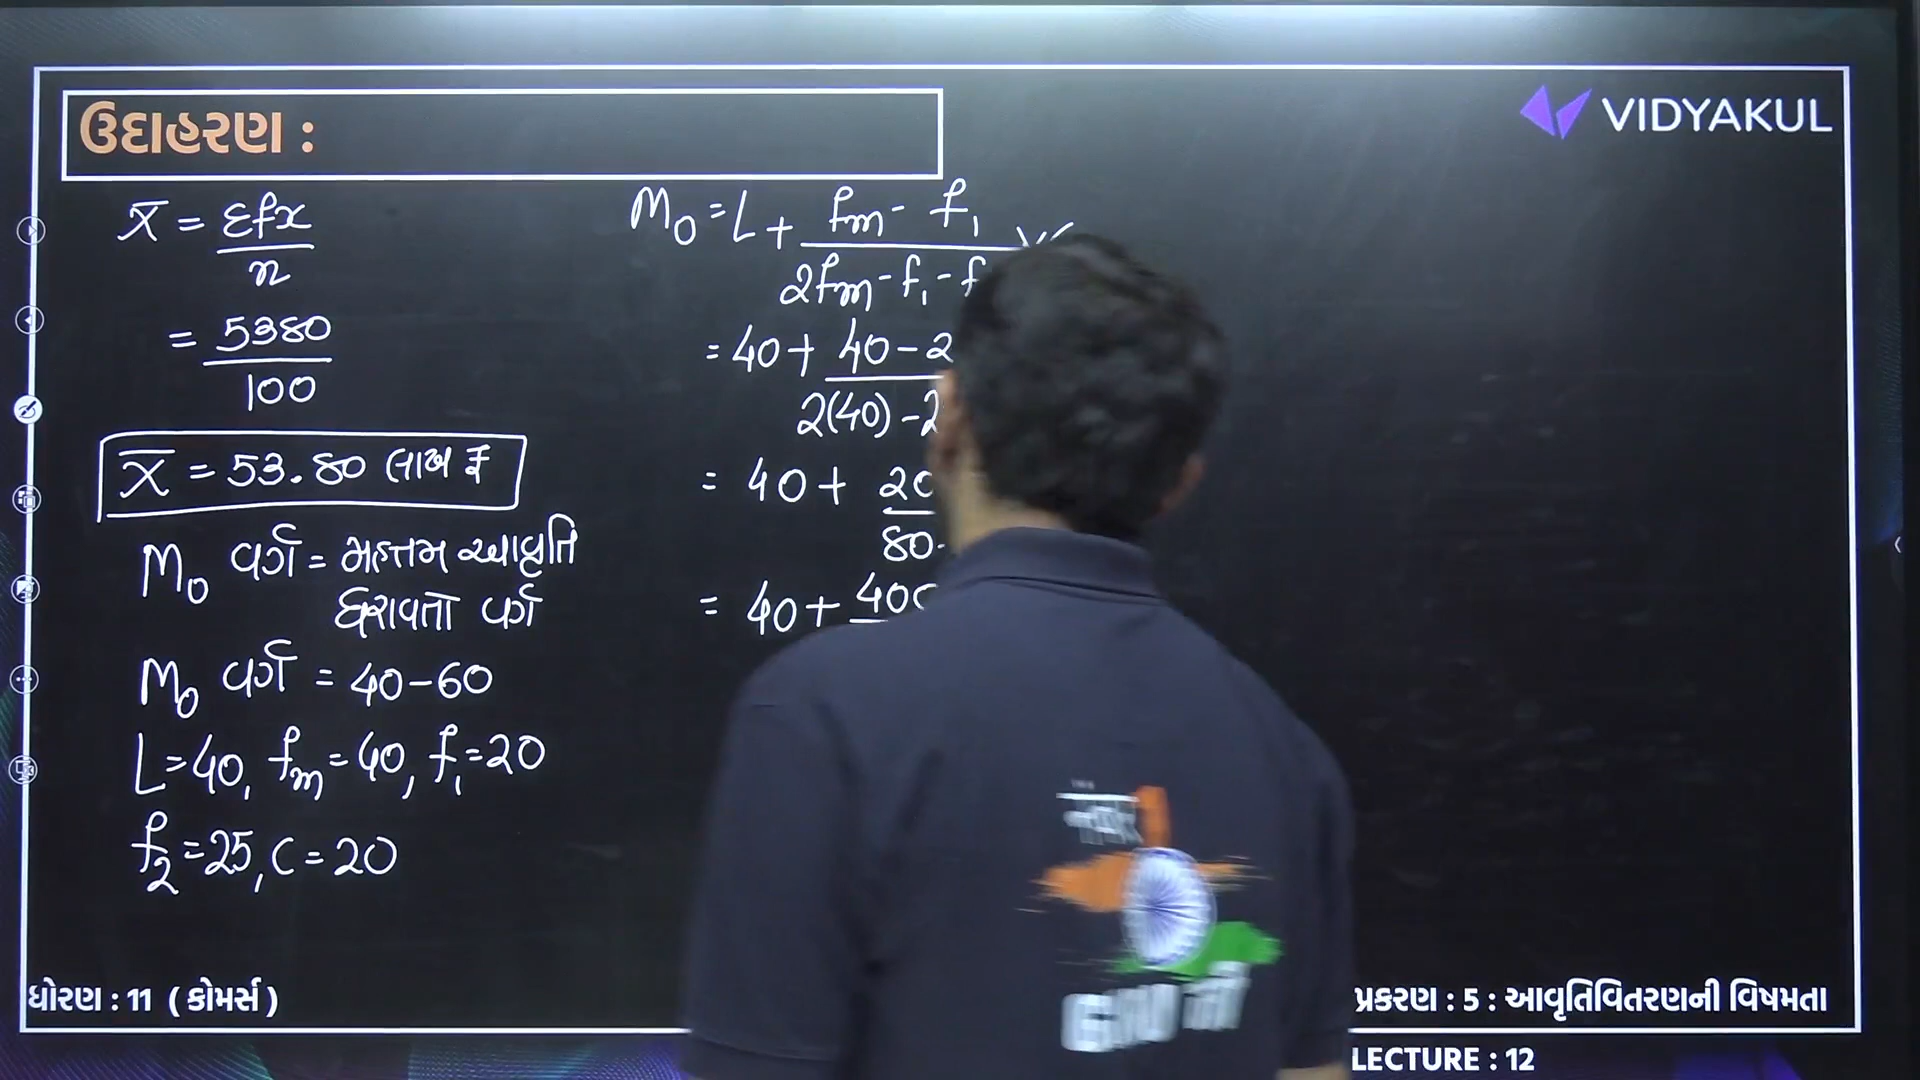 ઉદાહરણ :
VIDYAKUL
x̄ = Σfx / n
= 5380 / 100
x̄ = 53.80 લાખ ₹
M₀ વર્ગ = મહત્તમ આવૃત્તિ
ધરાવતો વર્ગ
M₀ વર્ગ = 40-60
L=40, fm=40, f₁=20
f₂=25, C=20
M₀ = L + fm - f₁
2fm - f₁ - f
= 40 + 40 - 2
2(40) - 2
= 40 + 20
80 -
= 40 + 400
ધોરણ : 11 ( કોમર્સ )
પ્રકરણ : 5 : આવૃતિવિતરણની વિષમતા
LECTURE : 12